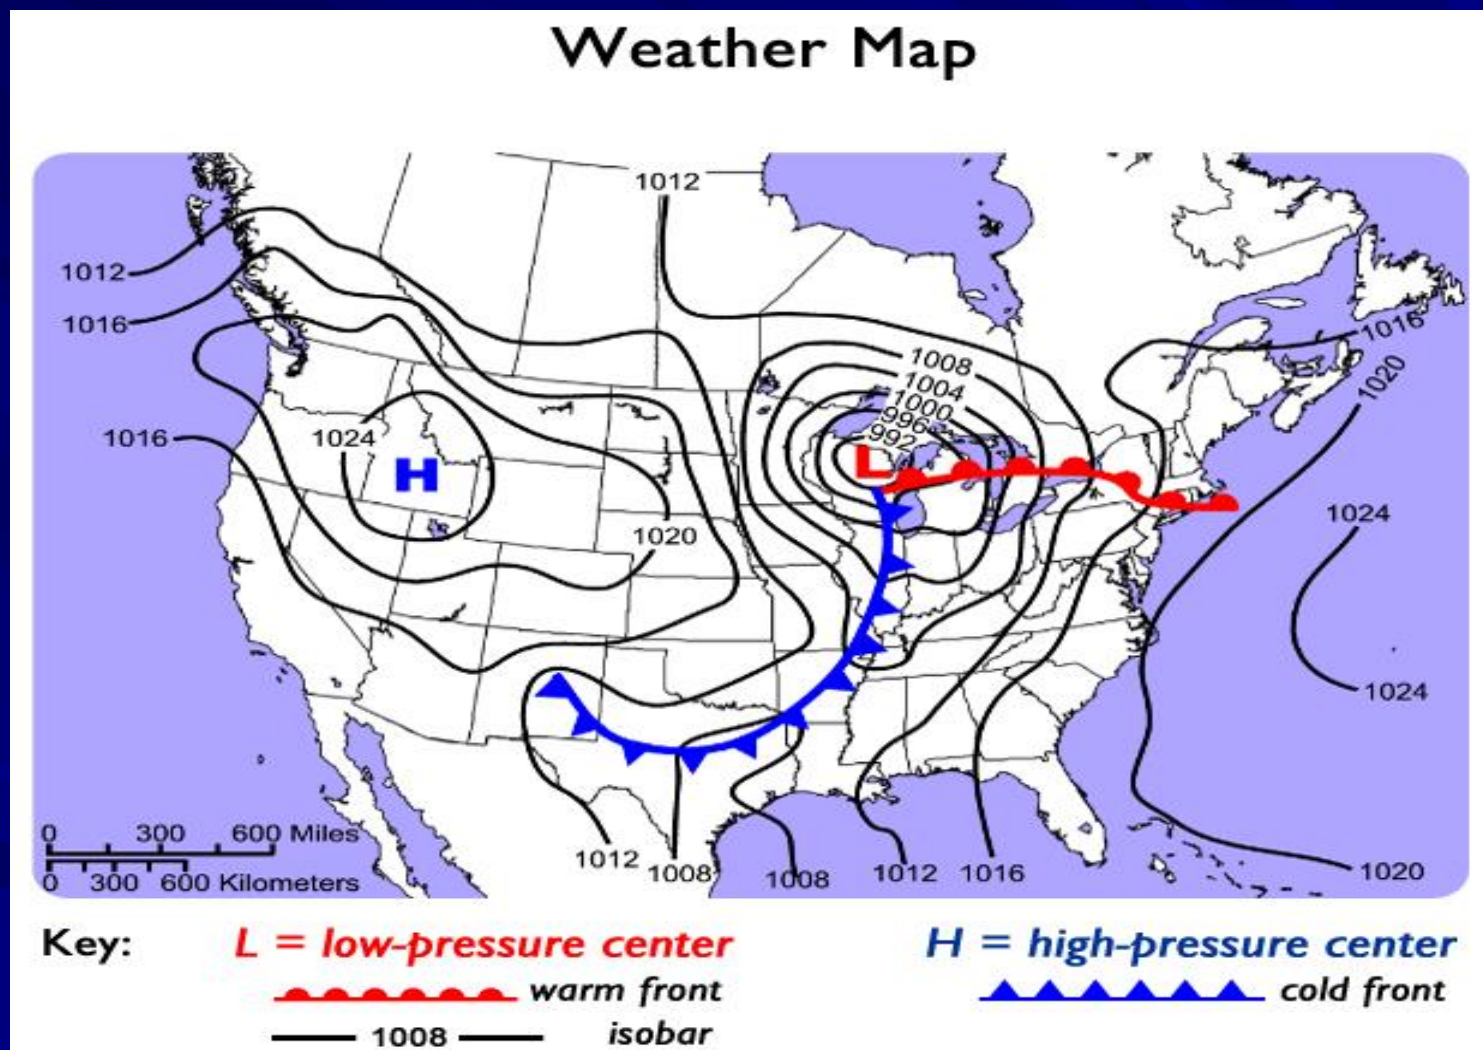 Weather Map
1012
1012
1016
1016
1020
1008
1004
1000
996
992
L
1016
1024
H
1020
1024
1024
0 300 600 Miles
0 300 600 Kilometers
1012
1008
1008
1012
1016
1020
Key:
L = low-pressure center
H = high-pressure center
warm front
cold front
1008
isobar